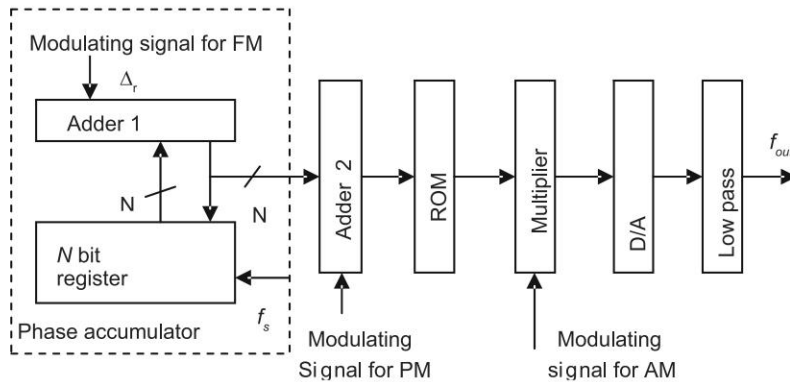 Modulating signal for FM
Δr
Adder 1
N
N
N bit
register
fs
Phase accumulator
Adder 2
ROM
Multiplier
D/A
Low pass
fou
Modulating
Signal for PM
Modulating
signal for AM